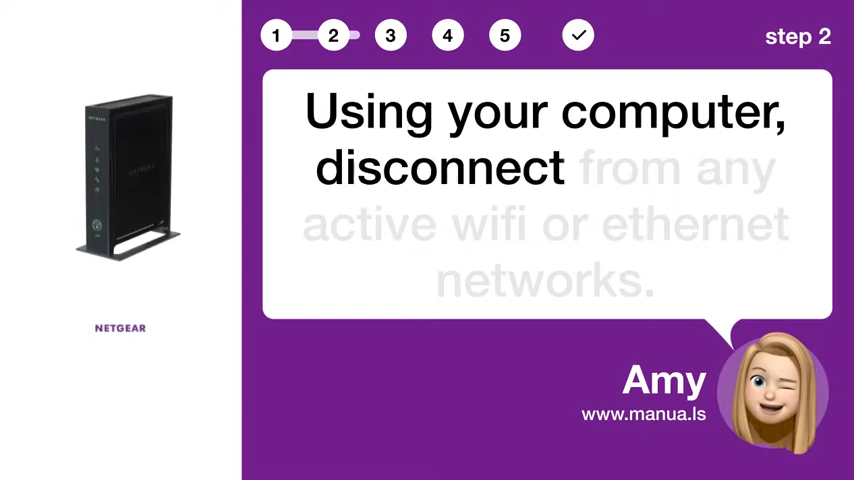 1 2 3 4 5
step 2
Using your computer,
disconnect from any
active wifi or ethernet
networks.
NETGEAR
NETGEAR
Amy
www.manua.ls